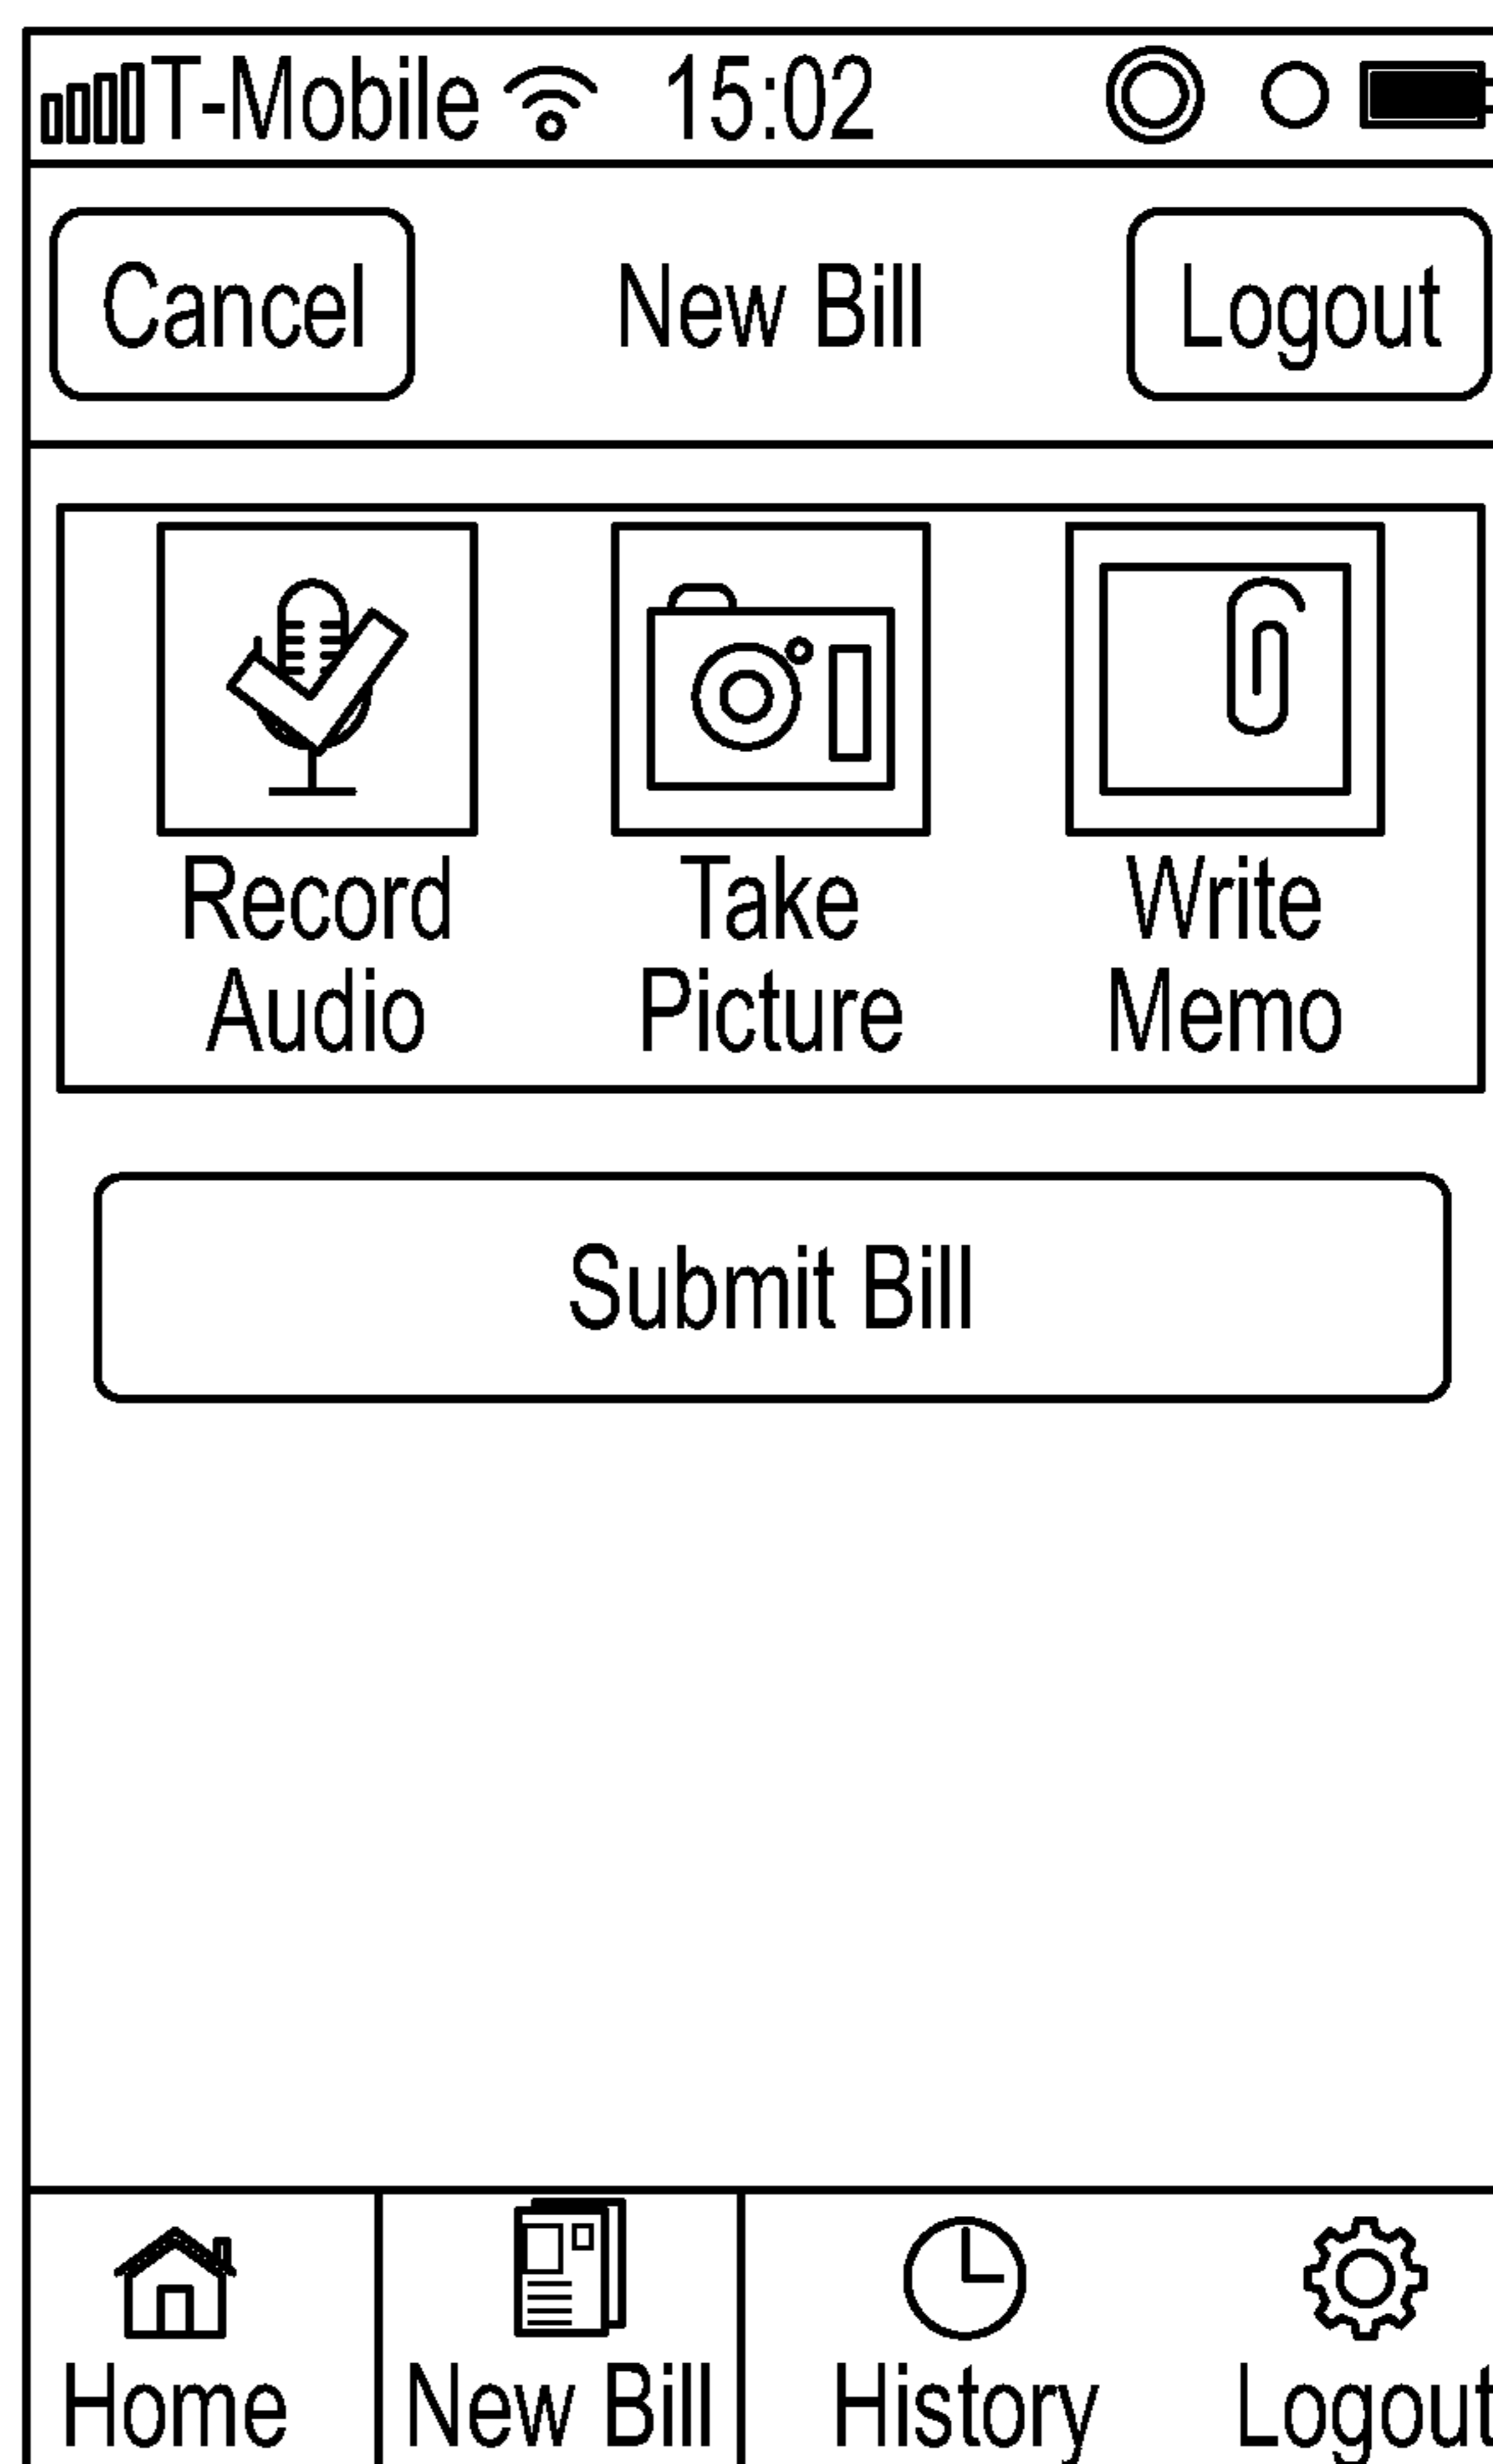 T-Mobile 15:02
Cancel New Bill Logout
Record Take Write
Audio Picture Memo
Submit Bill
Home New Bill History Logout